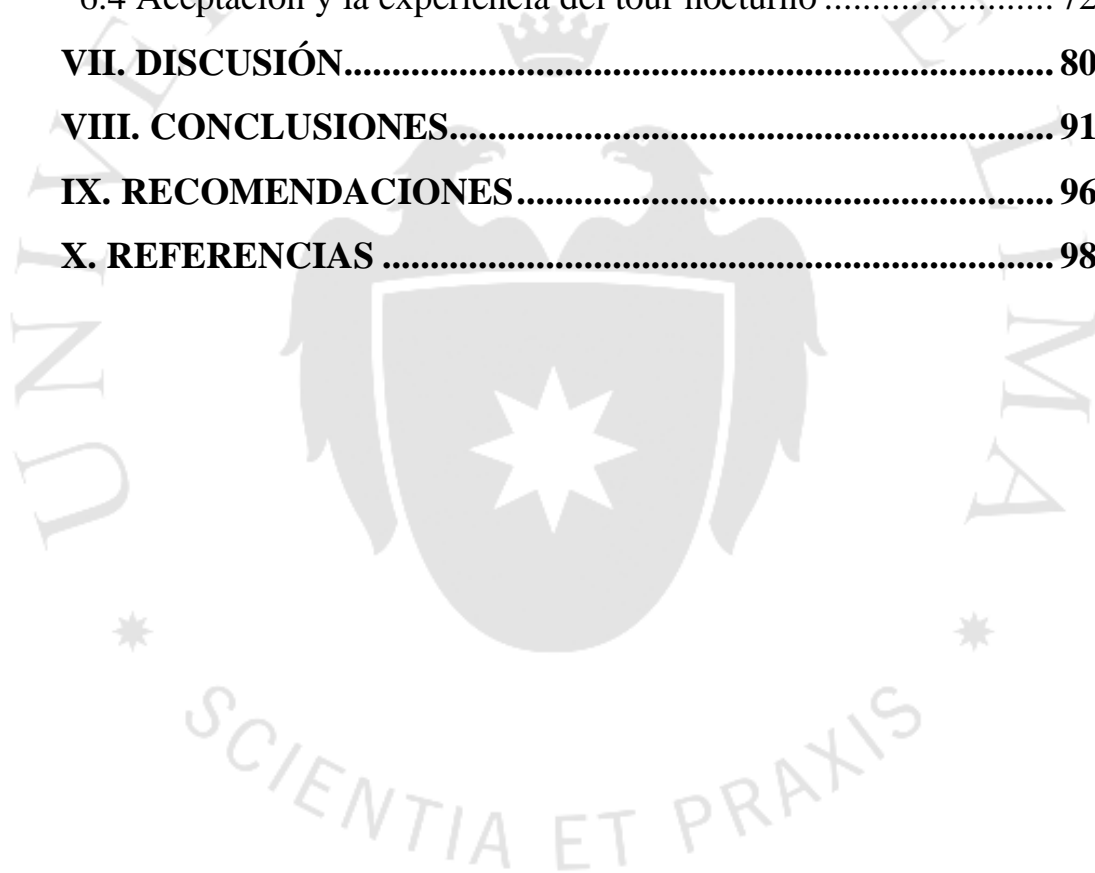 6.4 Aceptación y la experiencia del tour nocturno ....................... 72
VII. DISCUSIÓN........................................................................... 80
VIII. CONCLUSIONES................................................................ 91
IX. RECOMENDACIONES......................................................... 96
X. REFERENCIAS ....................................................................... 98
SCIENTIA ET PRAXIS